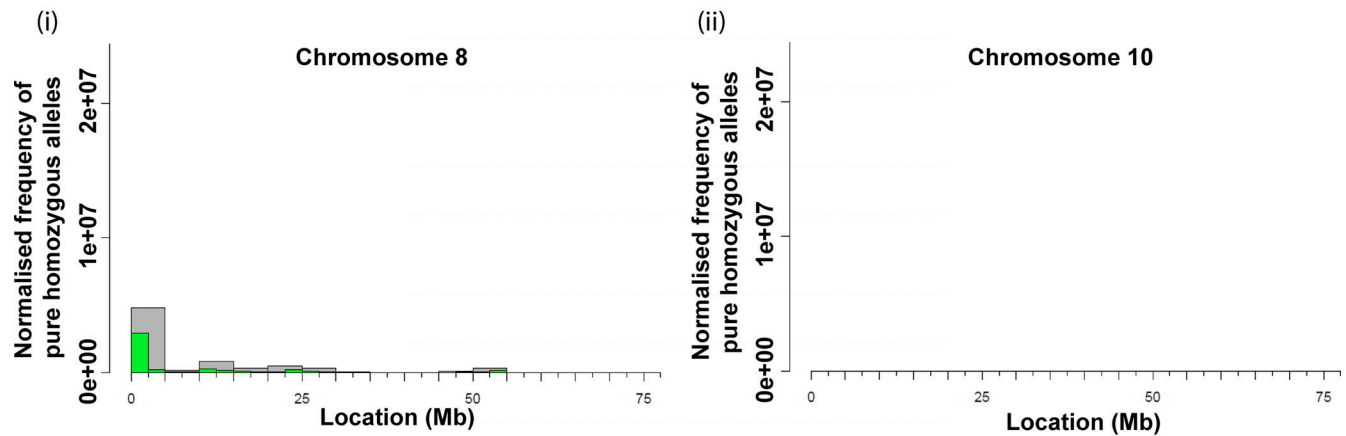 (i)
Chromosome 8
Normalised frequency of
pure homozygous alleles
2e+07
1e+07
0e+00
0
25
50
75
Location (Mb)
(ii)
Chromosome 10
Normalised frequency of
pure homozygous alleles
2e+07
1e+07
0e+00
0
25
50
75
Location (Mb)